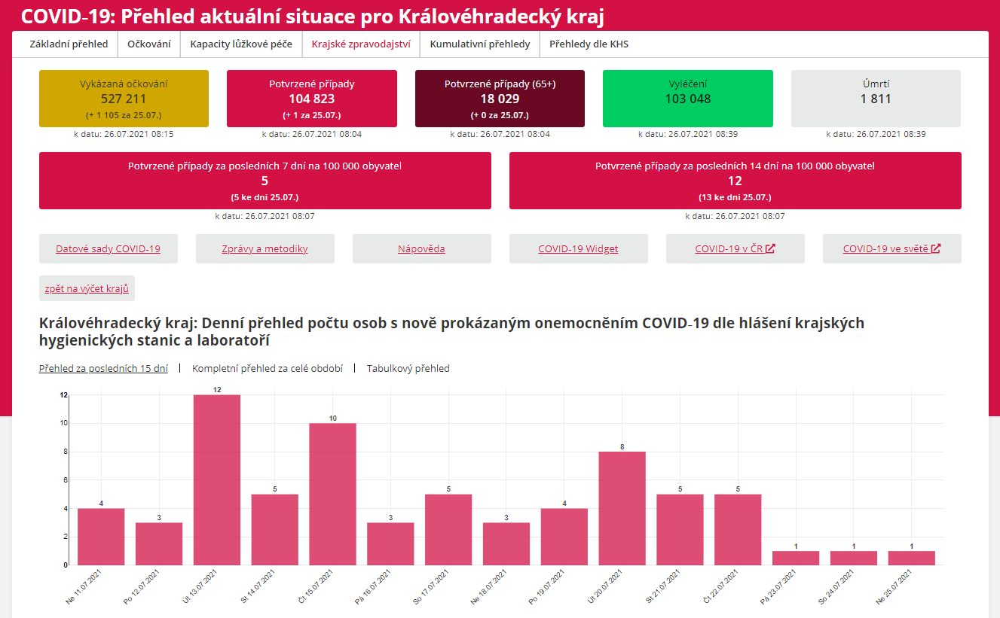 COVID-19: Přehled aktuální situace pro Královéhradecký kraj
Základní přehled
Očkování
Kapacity lůžkové péče
Krajské zpravodajství
Kumulativní přehledy
Přehledy dle KHS
Vykázaná očkování
527 211
(+ 1 105 za 25.07.)
k datu: 26.07.2021 08:15
Potvrzené případy
104 823
(+ 1 za 25.07.)
k datu: 26.07.2021 08:04
Potvrzené případy (65+)
18 029
(+ 0 za 25.07.)
k datu: 26.07.2021 08:04
Vyléčení
103 048
k datu: 26.07.2021 08:39
Úmrtí
1 811
k datu: 26.07.2021 08:39
Potvrzené případy za posledních 7 dní na 100 000 obyvatel
5
(5 ke dni 25.07.)
k datu: 26.07.2021 08:07
Potvrzené případy za posledních 14 dní na 100 000 obyvatel
12
(13 ke dni 25.07.)
k datu: 26.07.2021 08:07
Datové sady COVID-19
Zprávy a metodiky
Nápověda
COVID-19 Widget
COVID-19 v ČR
COVID-19 ve světě
zpět na výčet krajů
Královéhradecký kraj: Denní přehled počtu osob s nově prokázaným onemocněním COVID-19 dle hlášení krajských
hygienických stanic a laboratoří
Přehled za posledních 15 dní
Kompletní přehled za celé období
Tabulkový přehled
12
10
8
6
4
2
0
4
3
12
5
10
3
5
3
4
8
5
5
1
1
1
Ne 11.07.2021
Po 12.07.2021
Út 13.07.2021
St 14.07.2021
Čt 15.07.2021
Pá 16.07.2021
So 17.07.2021
Ne 18.07.2021
Po 19.07.2021
Út 20.07.2021
St 21.07.2021
Čt 22.07.2021
Pá 23.07.2021
So 24.07.2021
Ne 25.07.2021